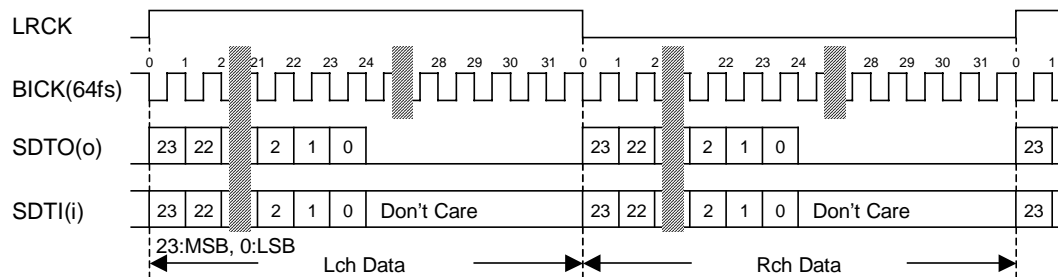 LRCK
0 1 2 21 22 23 24 28 29 30 31 0 1 2 22 23 24 28 29 30 31 0 1
BICK(64fs)
SDTO(o) 23 22 2 1 0 23 22 2 1 0 23
SDTI(i) 23 22 2 1 0 Don't Care 23 22 2 1 0 Don't Care 23
23:MSB, 0:LSB
Lch Data Rch Data